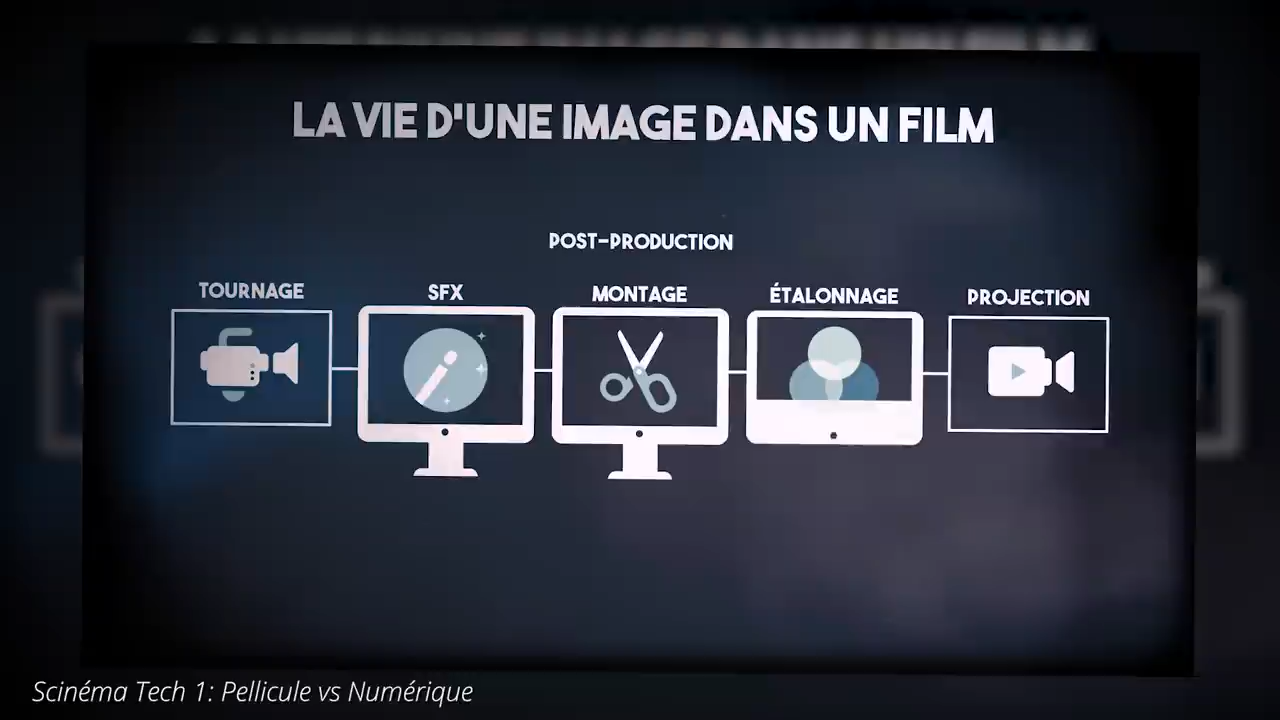 LA VIE D'UNE IMAGE DANS UN FILM
POST-PRODUCTION
TOURNAGE
SFX
MONTAGE
ÉTALONNAGE
PROJECTION
Scinéma Tech 1: Pellicule vs Numérique